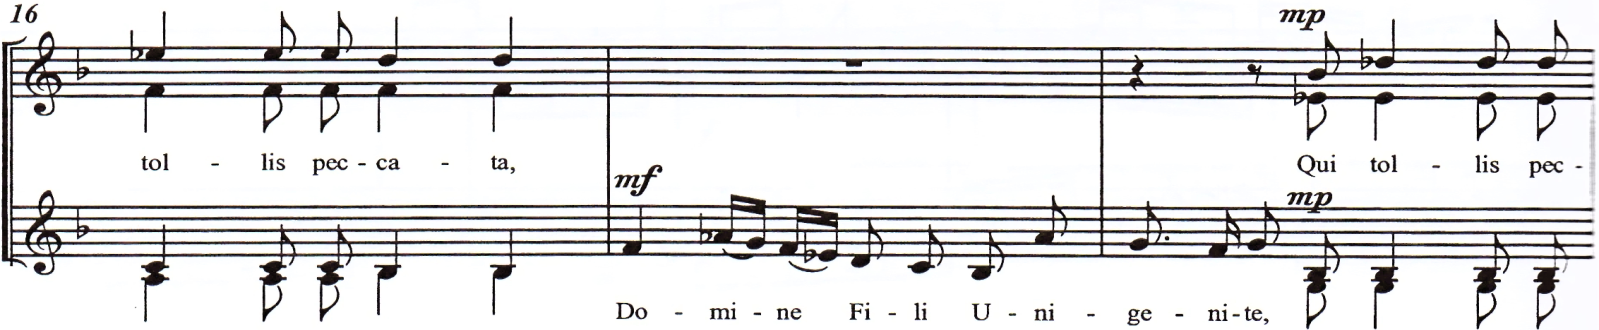 16
mp
tol - lis pec - ca - ta, Qui tol - lis pec -
mf mp
Do - mi - ne Fi - li U - ni - ge - ni - te,